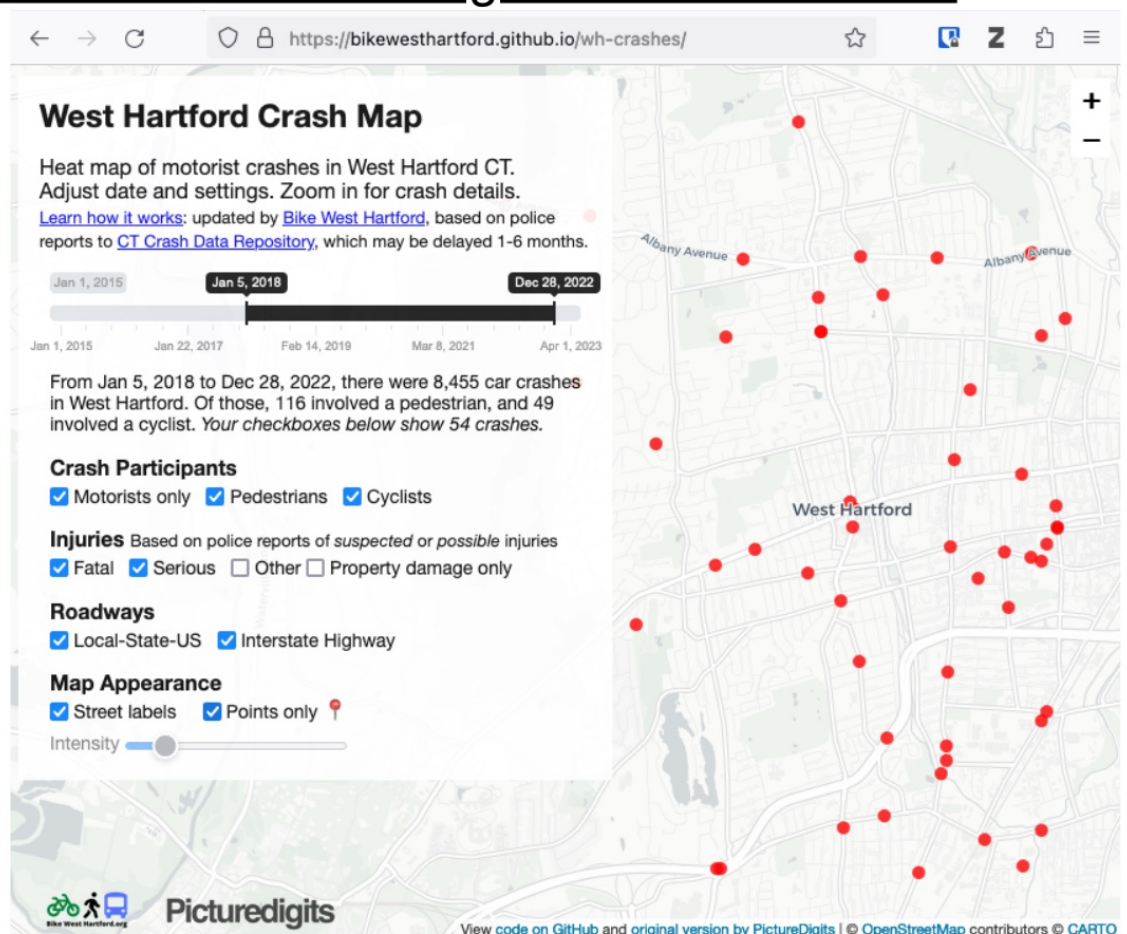 https://bikewesthartford.github.io/wh-crashes/
Z
+
−
West Hartford Crash Map
Heat map of motorist crashes in West Hartford CT.
Adjust date and settings. Zoom in for crash details.
Learn how it works: updated by Bike West Hartford, based on police
reports to CT Crash Data Repository, which may be delayed 1-6 months.
Jan 1, 2015 Jan 5, 2018 Dec 28, 2022
Jan 1, 2015 Jan 22, 2017 Feb 14, 2019 Mar 8, 2021 Apr 1, 2023
From Jan 5, 2018 to Dec 28, 2022, there were 8,455 car crashes
in West Hartford. Of those, 116 involved a pedestrian, and 49
involved a cyclist. Your checkboxes below show 54 crashes.
Crash Participants
Motorists only Pedestrians Cyclists
Injuries Based on police reports of suspected or possible injuries
Fatal Serious Other Property damage only
Roadways
Local-State-US Interstate Highway
Map Appearance
Street labels Points only
Intensity
Albany Avenue
Albany Avenue
West Hartford
Bike West Hartford.org
Picturedigits
View code on GitHub and original version by PictureDigits | © OpenStreetMap contributors © CARTO